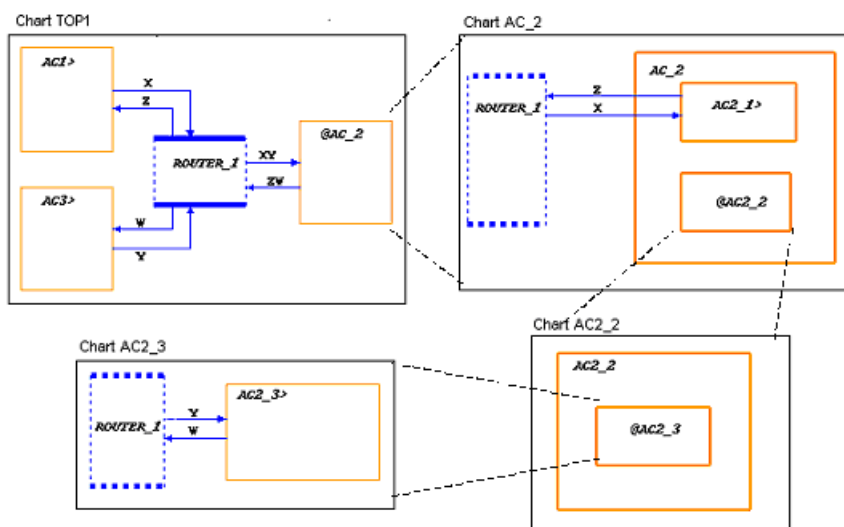 Chart TOP1
AC1>
X
Z
ROUTER_1
XY
ZW
@AC_2
AC3>
W
Y
Chart AC_2
ROUTER_1
Z
X
AC_2
AC2_1>
@AC2_2
Chart AC2_3
ROUTER_1
Y
W
AC2_3>
Chart AC2_2
AC2_2
@AC2_3